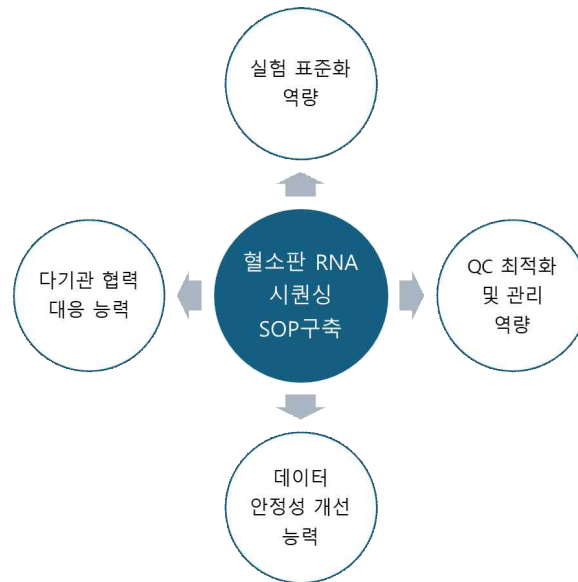 실험 표준화
역량
다기관 협력
대응 능력
혈소판 RNA
시퀀싱
SOP구축
QC 최적화
및 관리
역량
데이터
안정성 개선
능력